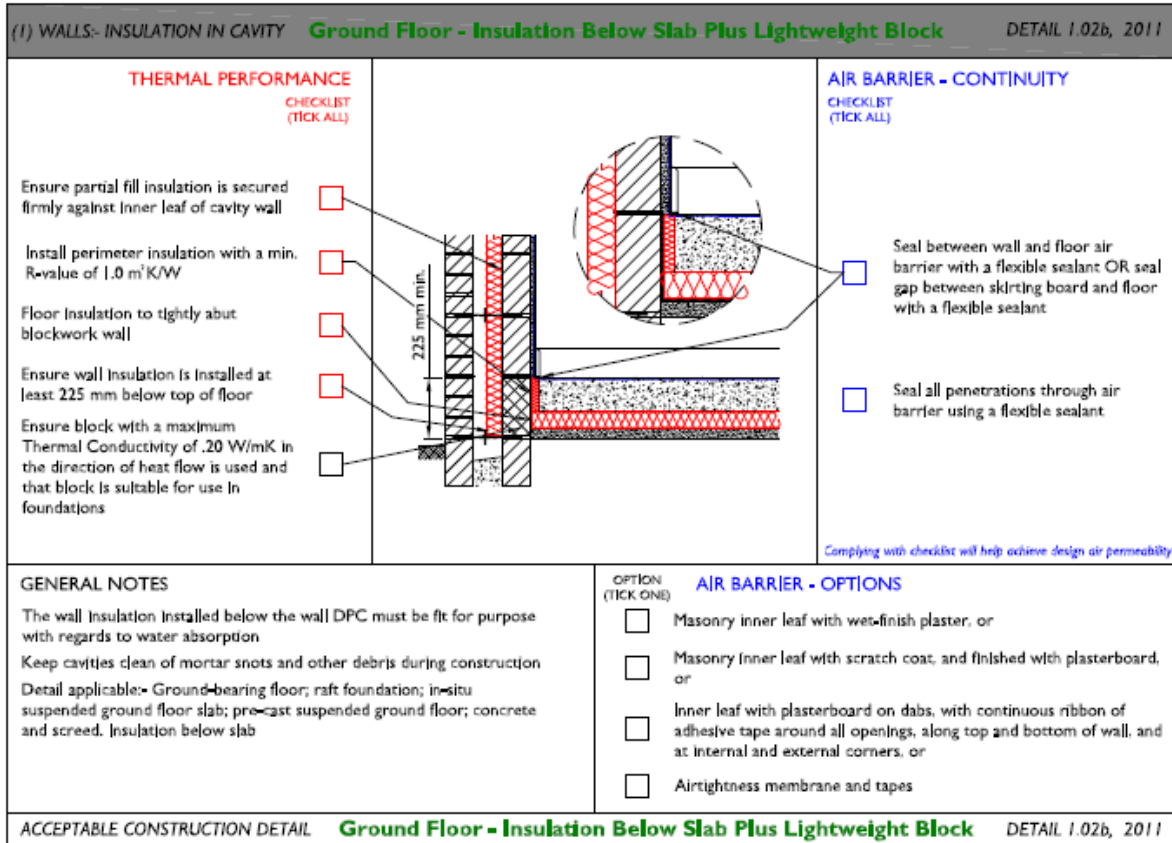 (1) WALLS:- INSULATION IN CAVITY Ground Floor - Insulation Below Slab Plus Lightweight Block DETAIL 1.02b, 2011
THERMAL PERFORMANCE
CHECKLIST
(TICK ALL)
Ensure partial fill insulation is secured
firmly against inner leaf of cavity wall
Install perimeter insulation with a min.
R-value of 1.0 m²K/W
Floor insulation to tightly abut
blockwork wall
Ensure wall insulation is installed at
least 225 mm below top of floor
Ensure block with a maximum
Thermal Conductivity of .20 W/mK in
the direction of heat flow is used and
that block is suitable for use in
foundations
225 mm min.
AIR BARRIER - CONTINUITY
CHECKLIST
(TICK ALL)
Seal between wall and floor air
barrier with a flexible sealant OR seal
gap between skirting board and floor
with a flexible sealant
Seal all penetrations through air
barrier using a flexible sealant
Complying with checklist will help achieve design air permeability
GENERAL NOTES
The wall insulation installed below the wall DPC must be fit for purpose
with regards to water absorption
Keep cavities clean of mortar snots and other debris during construction
Detail applicable:- Ground-bearing floor; raft foundation; in-situ
suspended ground floor slab; pre-cast suspended ground floor; concrete
and screed. Insulation below slab
OPTION
(TICK ONE)
AIR BARRIER - OPTIONS
Masonry inner leaf with wet-finish plaster, or
Masonry inner leaf with scratch coat, and finished with plasterboard,
or
Inner leaf with plasterboard on dabs, with continuous ribbon of
adhesive tape around all openings, along top and bottom of wall, and
at internal and external corners, or
Airtightness membrane and tapes
ACCEPTABLE CONSTRUCTION DETAIL Ground Floor - Insulation Below Slab Plus Lightweight Block DETAIL 1.02b, 2011